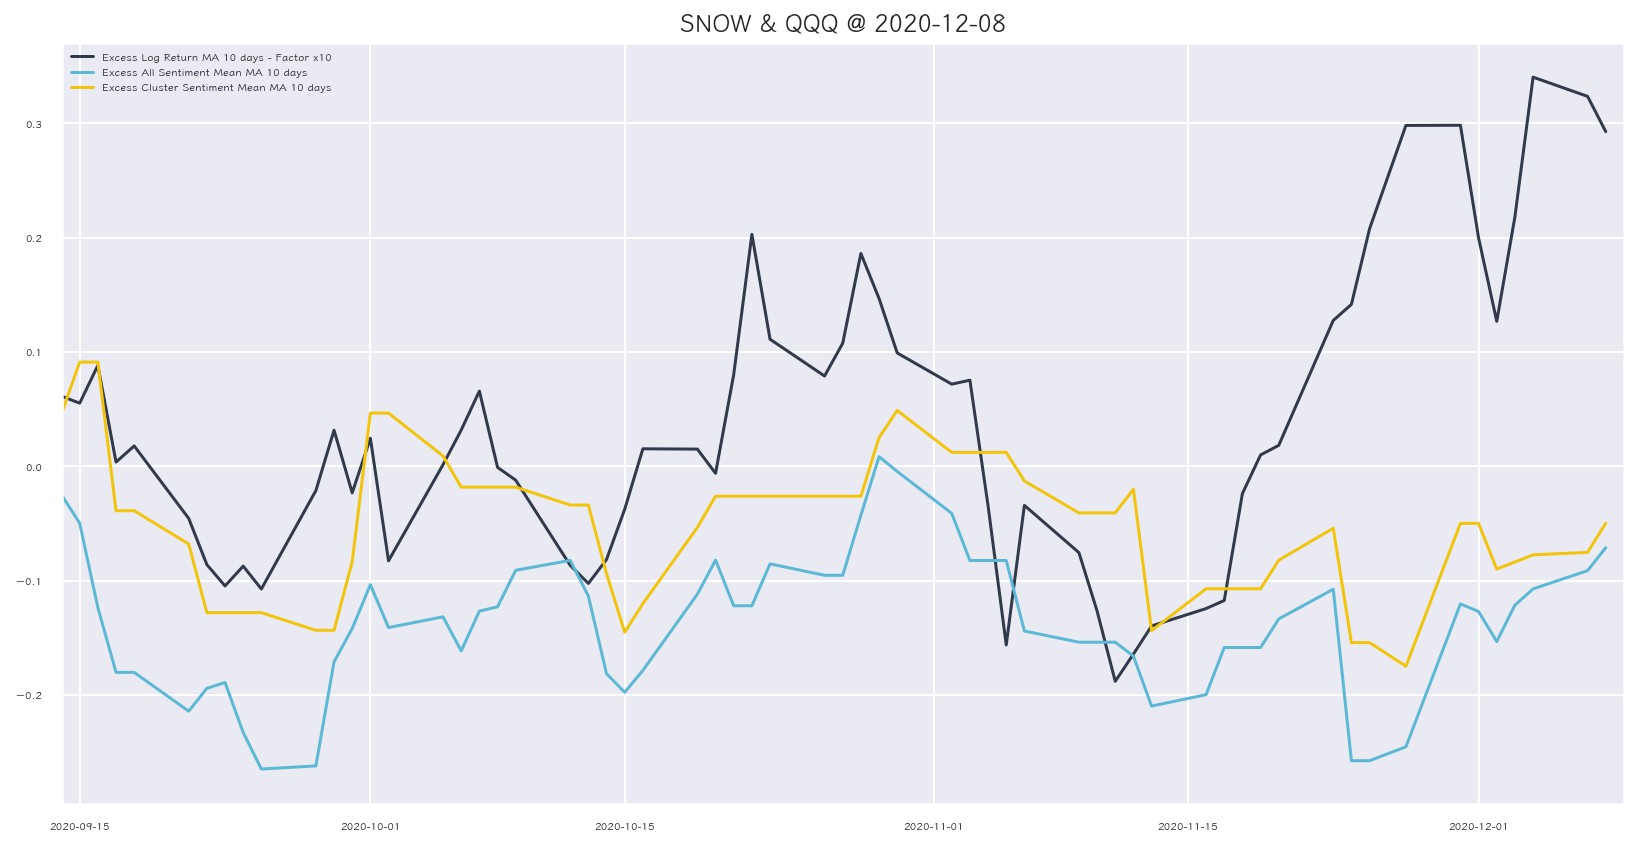 SNOW & QQQ @ 2020-12-08
Excess Log Return MA 10 days - Factor x10
Excess All Sentiment Mean MA 10 days
Excess Cluster Sentiment Mean MA 10 days
0.3
0.2
0.1
0.0
−0.1
−0.2
2020-09-15 2020-10-01 2020-10-15 2020-11-01 2020-11-15 2020-12-01